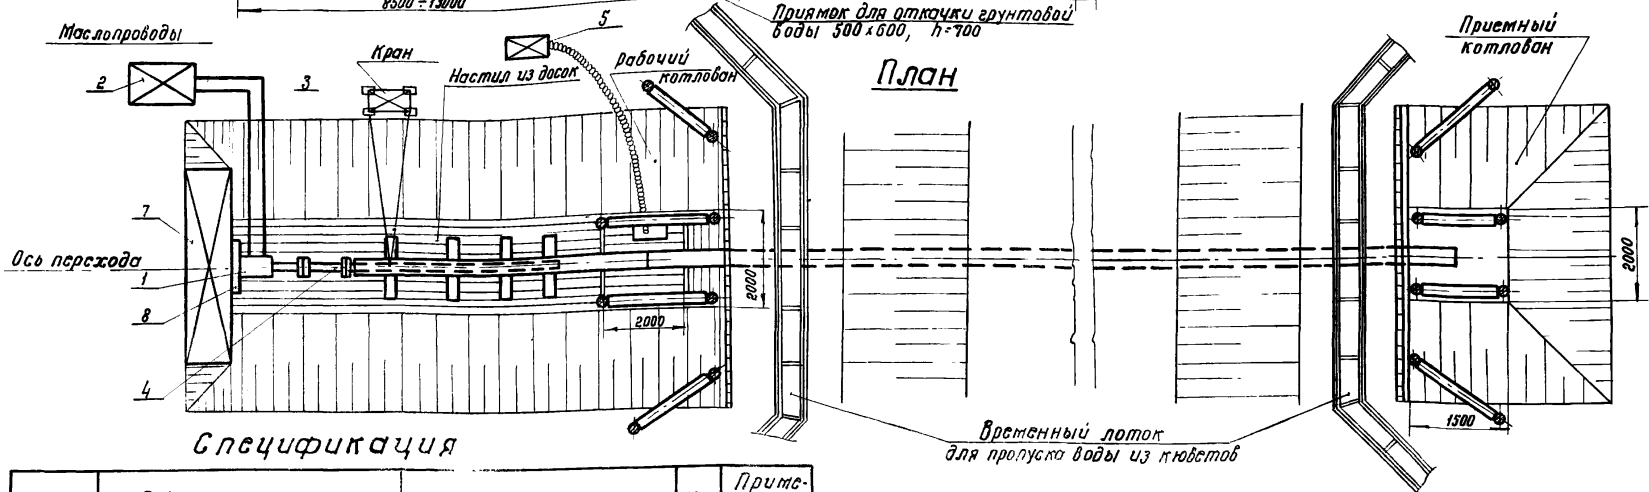 8500÷13000
Приямок для откачки грунтовой
воды 500×600, h=700
Маслопроводы
5
Приемный
котлован
Кран
Рабочий
котлован
План
2
3
Настил из досок
7
Ось перехода
1
8
4
2000
2000
2000
1500
Временный лоток
для пропуска воды из кюветов
Спецификация
Приме-